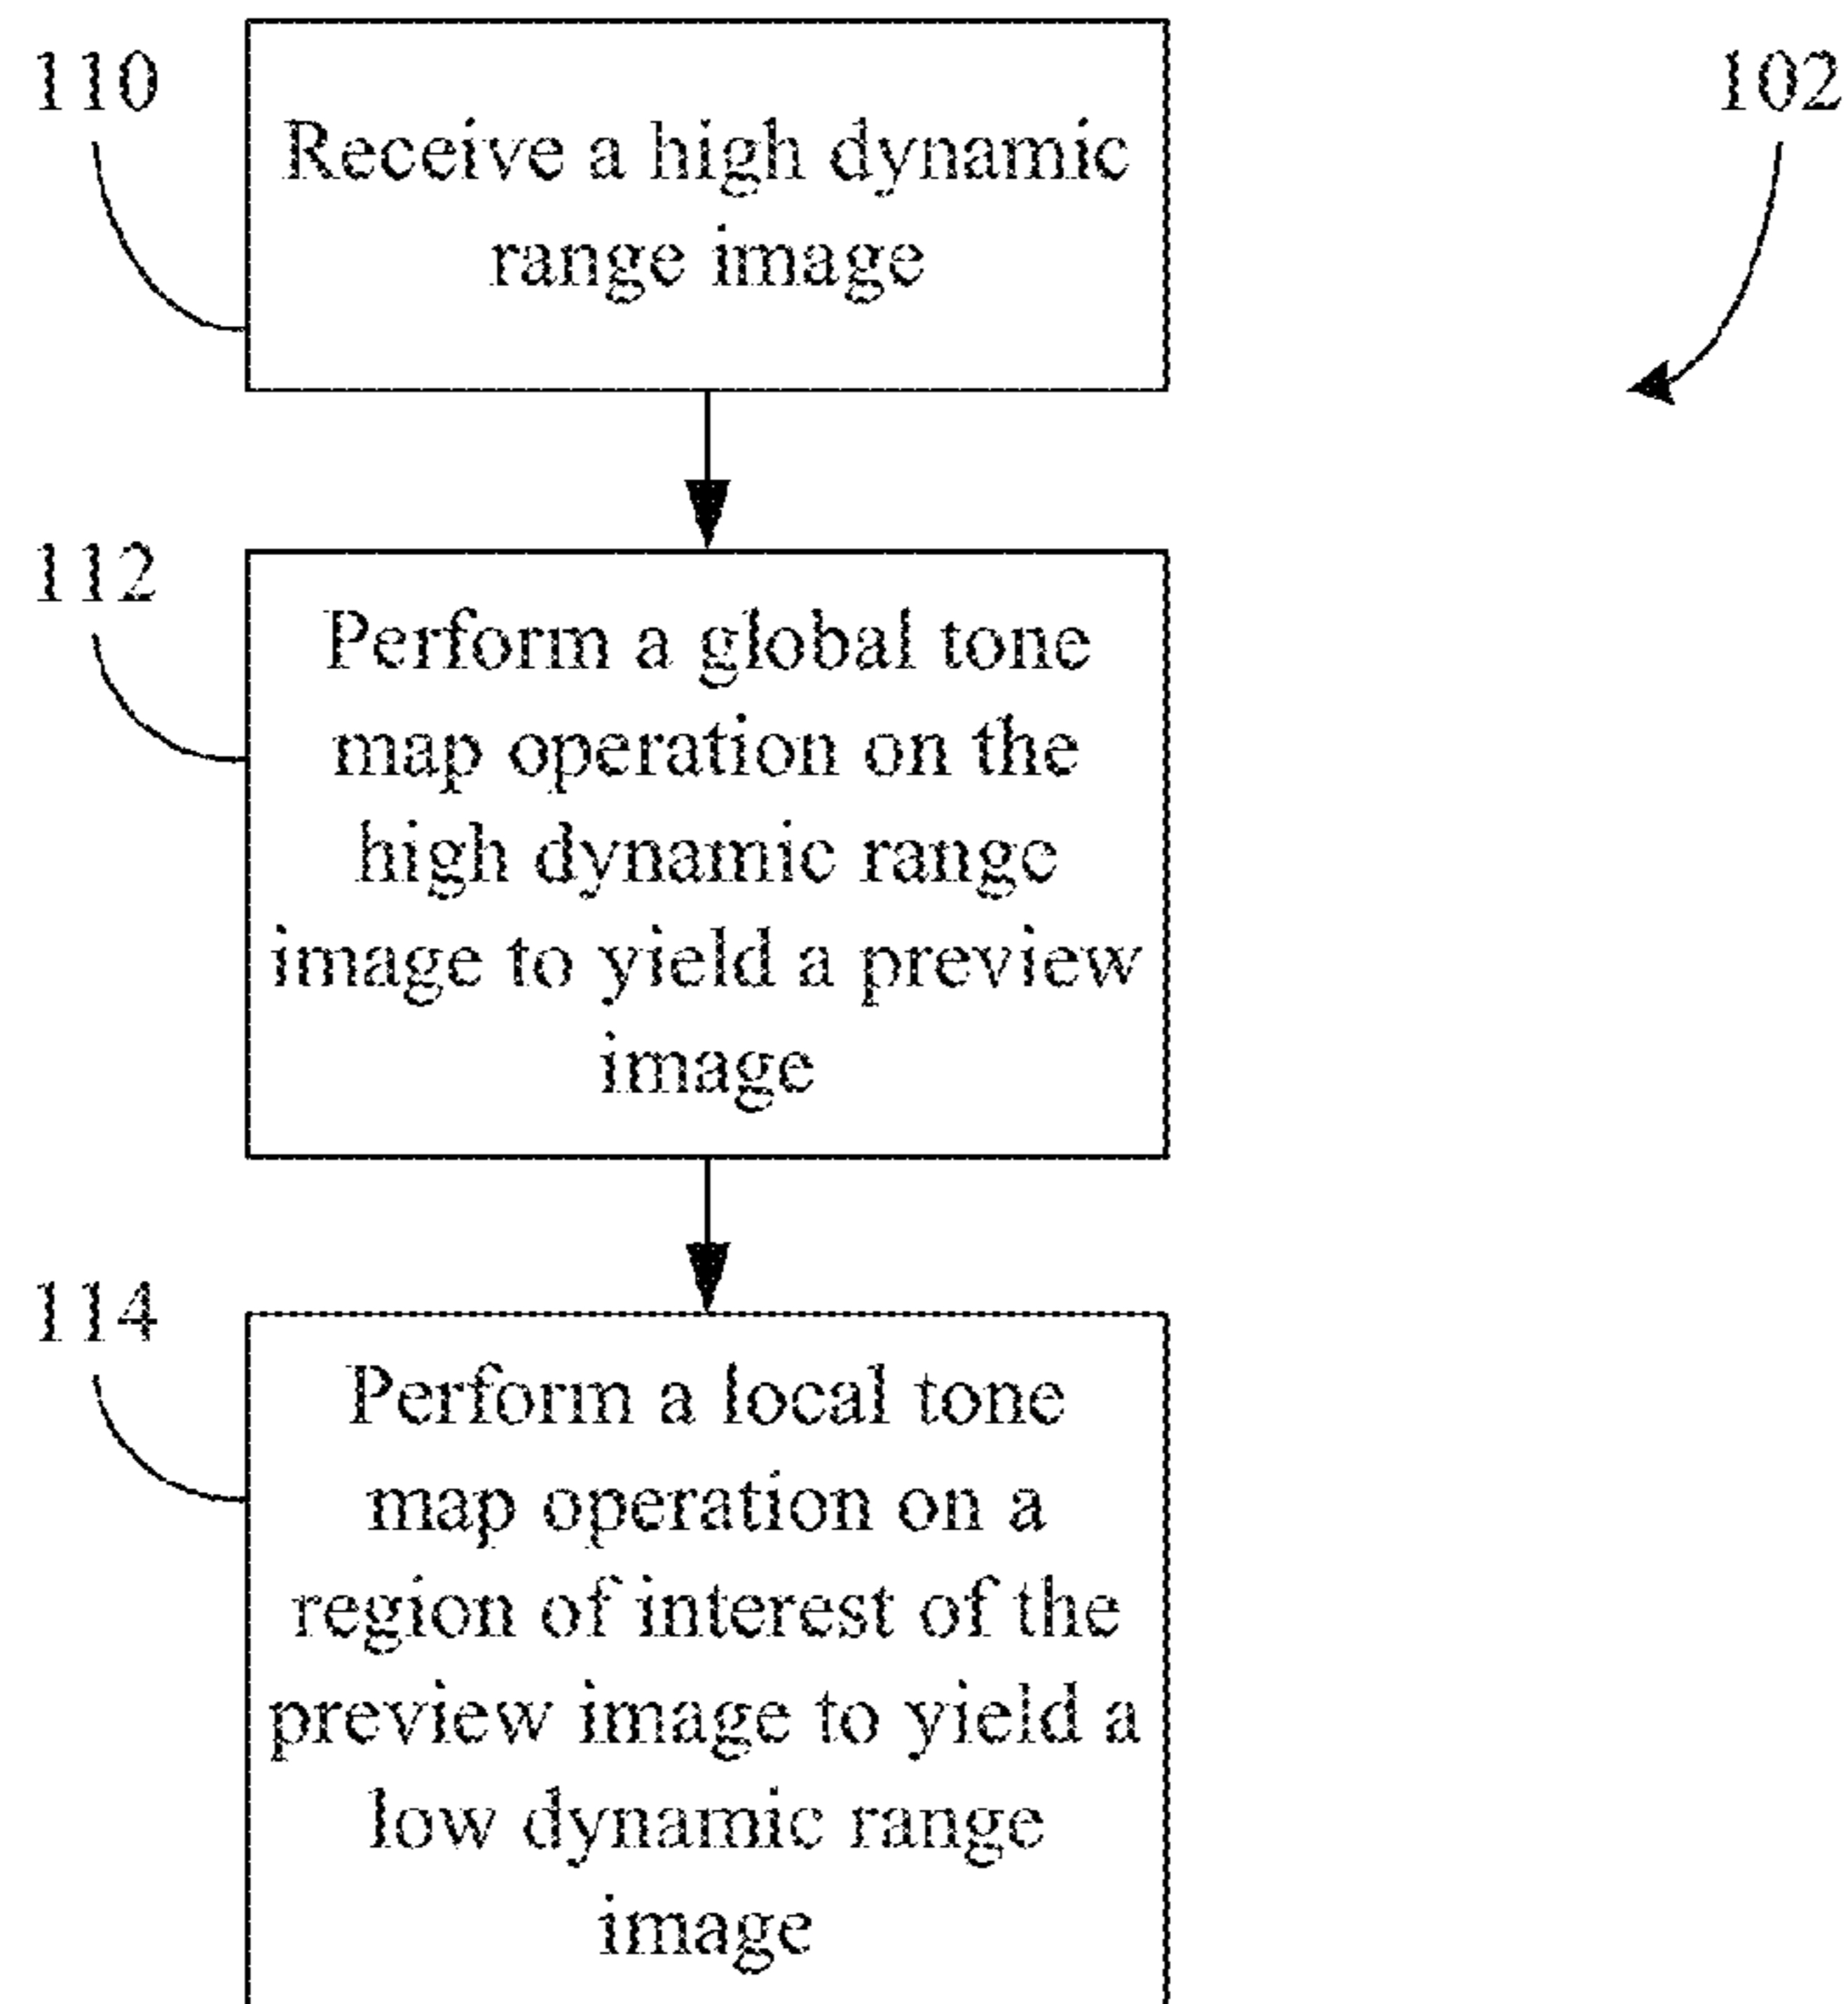 110
102
Receive a high dynamic
range image
112
Perform a global tone
map operation on the
high dynamic range
image to yield a preview
image
114
Perform a local tone
map operation on a
region of interest of the
preview image to yield a
low dynamic range
image